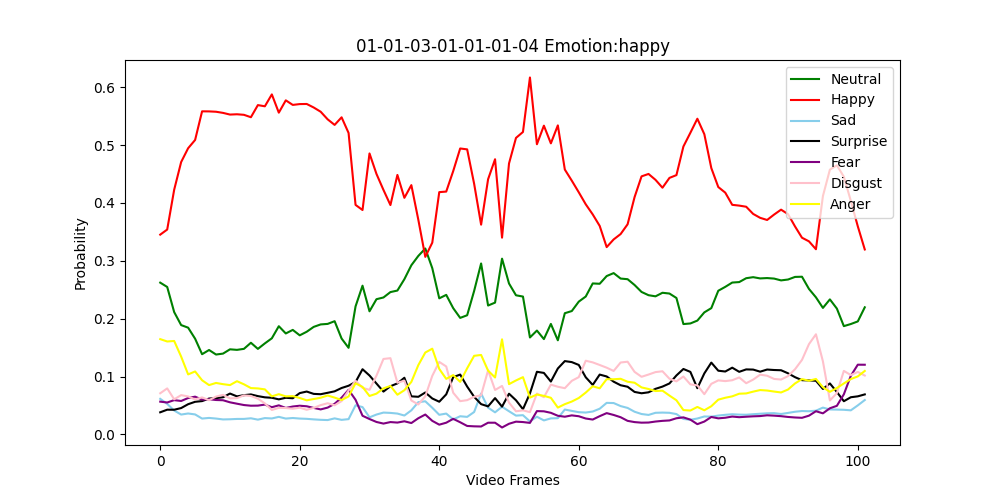 01-01-03-01-01-01-04 Emotion:happy
Neutral
Happy
Sad
Surprise
Fear
Disgust
Anger
0.6
0.5
0.4
0.3
0.2
0.1
0.0
Probability
0 20 40 60 80 100
Video Frames